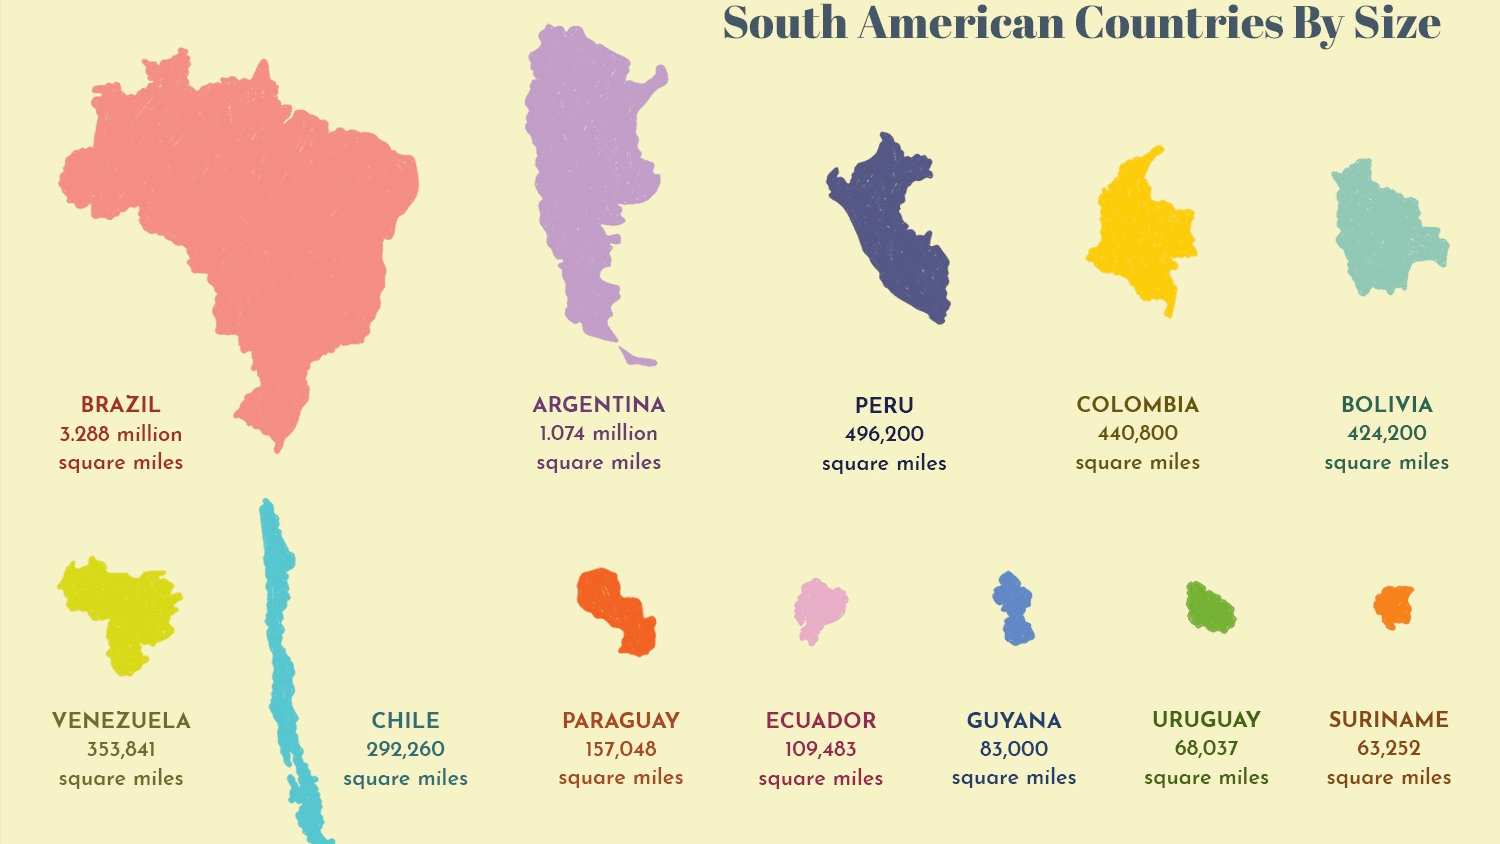 South American Countries By Size
BRAZIL
3.288 million
square miles
ARGENTINA
1.074 million
square miles
PERU
496,200
square miles
COLOMBIA
440,800
square miles
BOLIVIA
424,200
square miles
VENEZUELA
353,841
square miles
CHILE
292,260
square miles
PARAGUAY
157,048
square miles
ECUADOR
109,483
square miles
GUYANA
83,000
square miles
URUGUAY
68,037
square miles
SURINAME
63,252
square miles